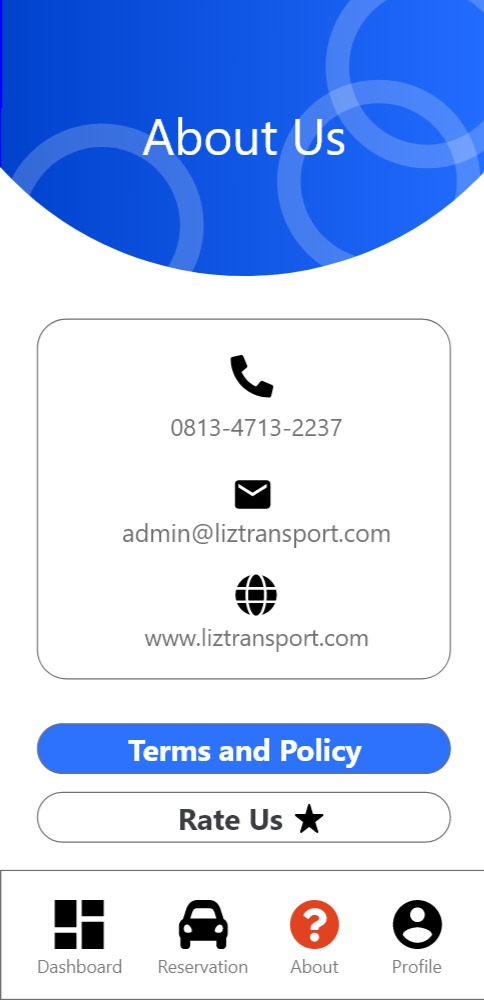 About Us
0813-4713-2237
admin@liztransport.com
www.liztransport.com
Terms and Policy
Rate Us
Dashboard Reservation About Profile